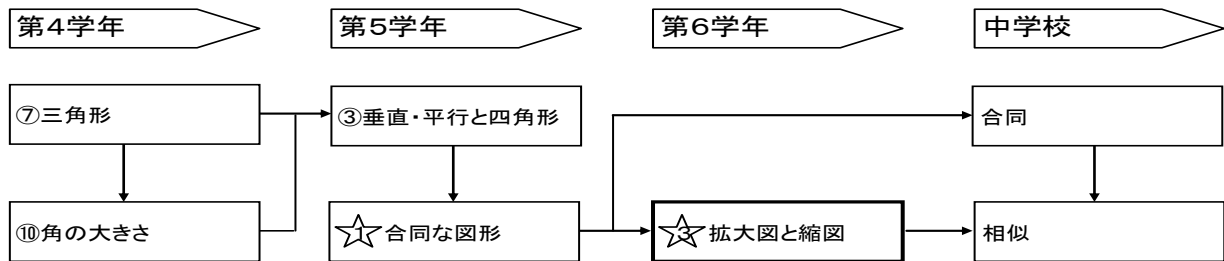 第4学年
第5学年
第6学年
中学校
⑦三角形
③垂直・平行と四角形
合同
⑩角の大きさ
1 合同な図形
3 拡大図と縮図
相似